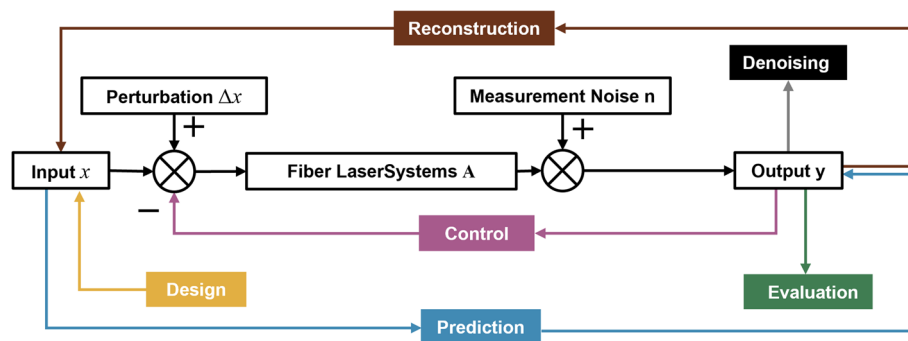 Reconstruction
Denoising
Perturbation Δx
Measurement Noise n
+
+
Input x
Fiber LaserSystems A
Output y
−
Control
Design
Evaluation
Prediction